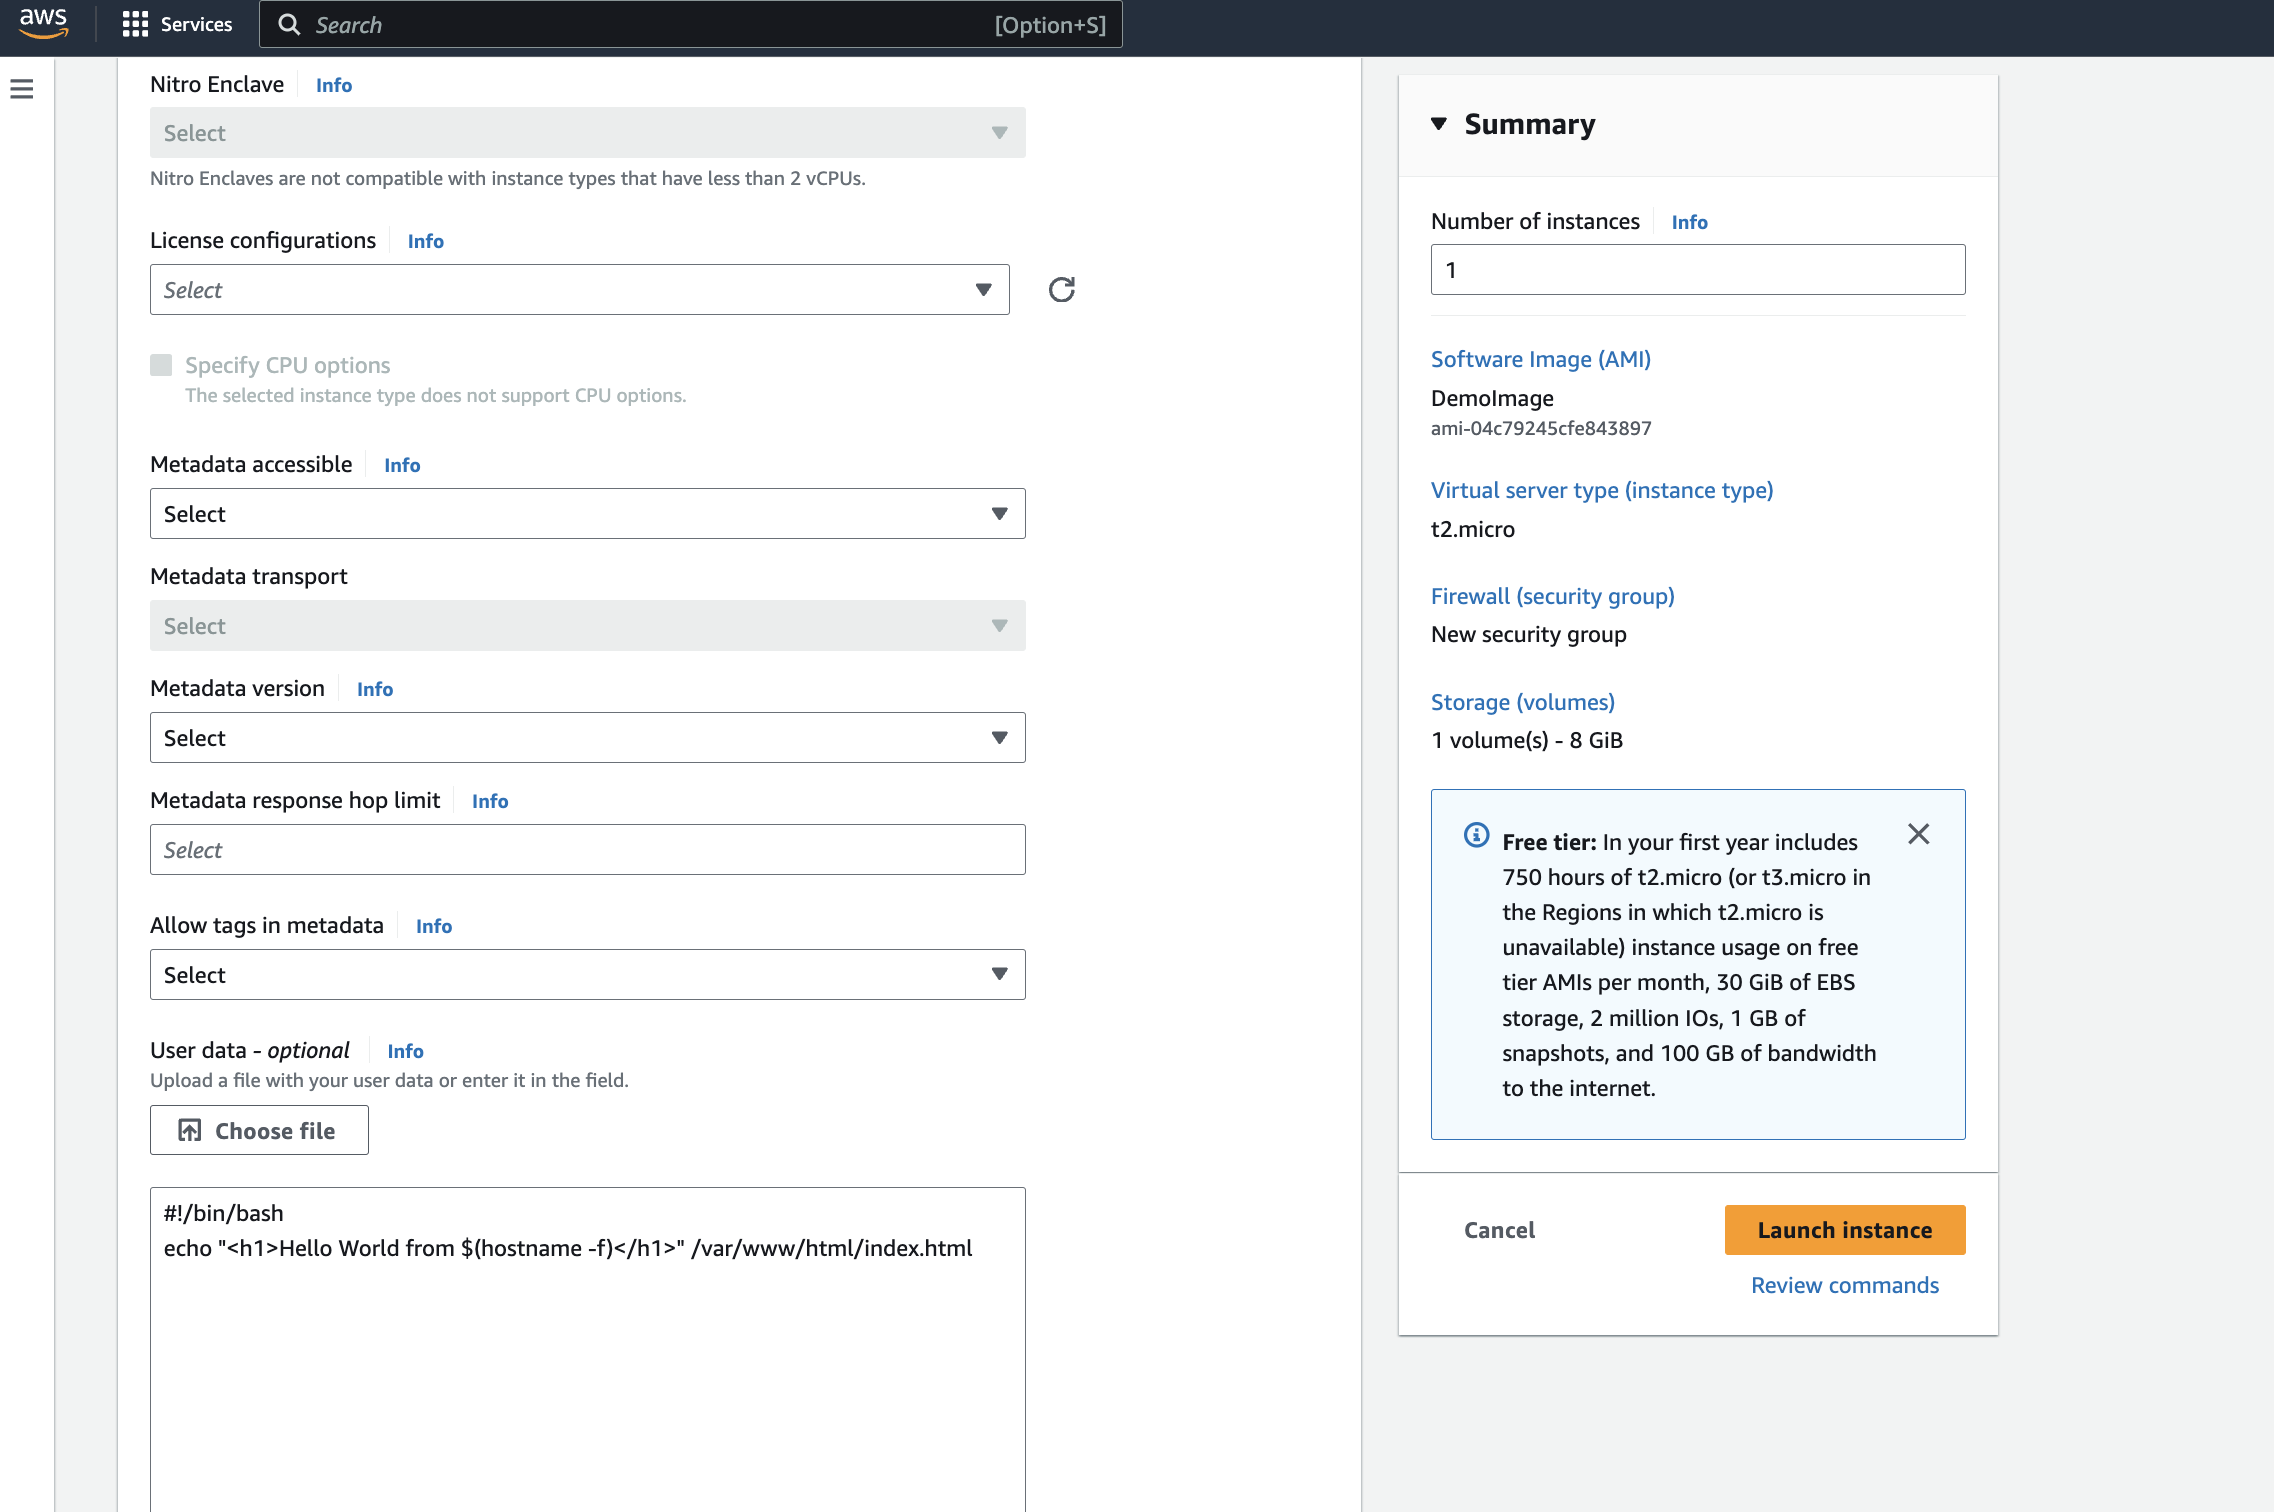 aws
Services
Search
[Option+S]
Nitro Enclave
Info
Select
Nitro Enclaves are not compatible with instance types that have less than 2 vCPUs.
License configurations
Info
Select
Specify CPU options
The selected instance type does not support CPU options.
Metadata accessible
Info
Select
Metadata transport
Select
Metadata version
Info
Select
Metadata response hop limit
Info
Select
Allow tags in metadata
Info
Select
User data - optional
Info
Upload a file with your user data or enter it in the field.
Choose file
#!/bin/bash
echo "<h1>Hello World from $(hostname -f)</h1>" /var/www/html/index.html
Summary
Number of instances
Info
1
Software Image (AMI)
DemoImage
ami-04c79245cfe843897
Virtual server type (instance type)
t2.micro
Firewall (security group)
New security group
Storage (volumes)
1 volume(s) - 8 GiB
Free tier: In your first year includes
750 hours of t2.micro (or t3.micro in
the Regions in which t2.micro is
unavailable) instance usage on free
tier AMIs per month, 30 GiB of EBS
storage, 2 million IOs, 1 GB of
snapshots, and 100 GB of bandwidth
to the internet.
Cancel
Launch instance
Review commands